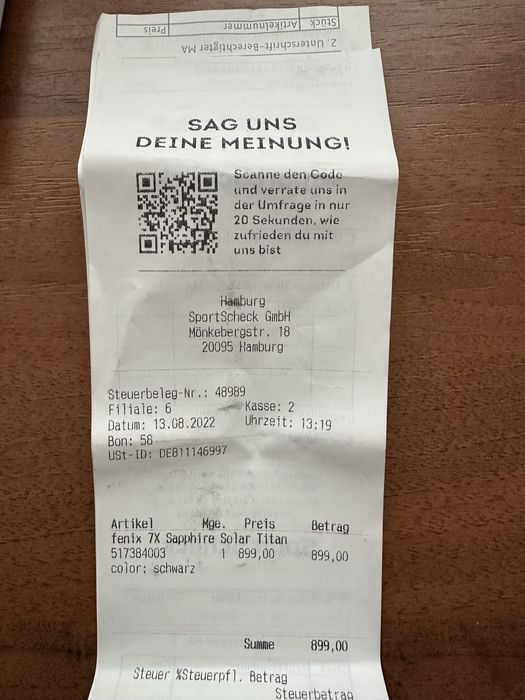 Stück Artikelnummer Preis
2. Unterschrift-Berechtigter MA
SAG UNS
DEINE MEINUNG!
Scanne den Code
und verrate uns in
der Umfrage in nur
20 Sekunden, wie
zufrieden du mit
uns bist
Hamburg
SportScheck GmbH
Mönkebergstr. 18
20095 Hamburg
Steuerbeleg-Nr.: 48989
Filiale: 6 Kasse: 2
Datum: 13.08.2022 Uhrzeit: 13:19
Bon: 58
USt-ID: DE811146997
Artikel Mge. Preis Betrag
fenix 7X Sapphire Solar Titan
517384003 1 899,00 899,00
color: schwarz
Summe 899,00
Steuer %Steuerpfl. Betrag
Steuerbetrag